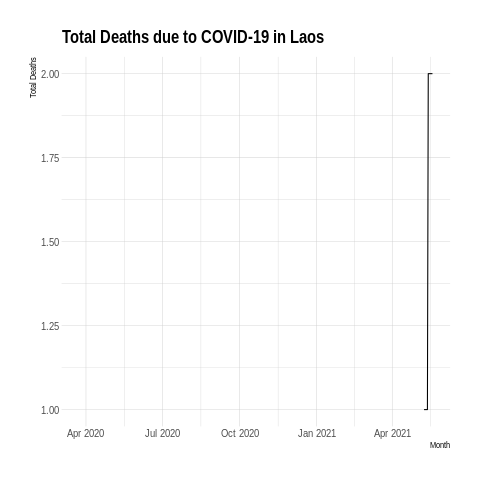 Total Deaths due to COVID-19 in Laos
Total Deaths
2.00
1.75
1.50
1.25
1.00
Apr 2020 Jul 2020 Oct 2020 Jan 2021 Apr 2021
Month